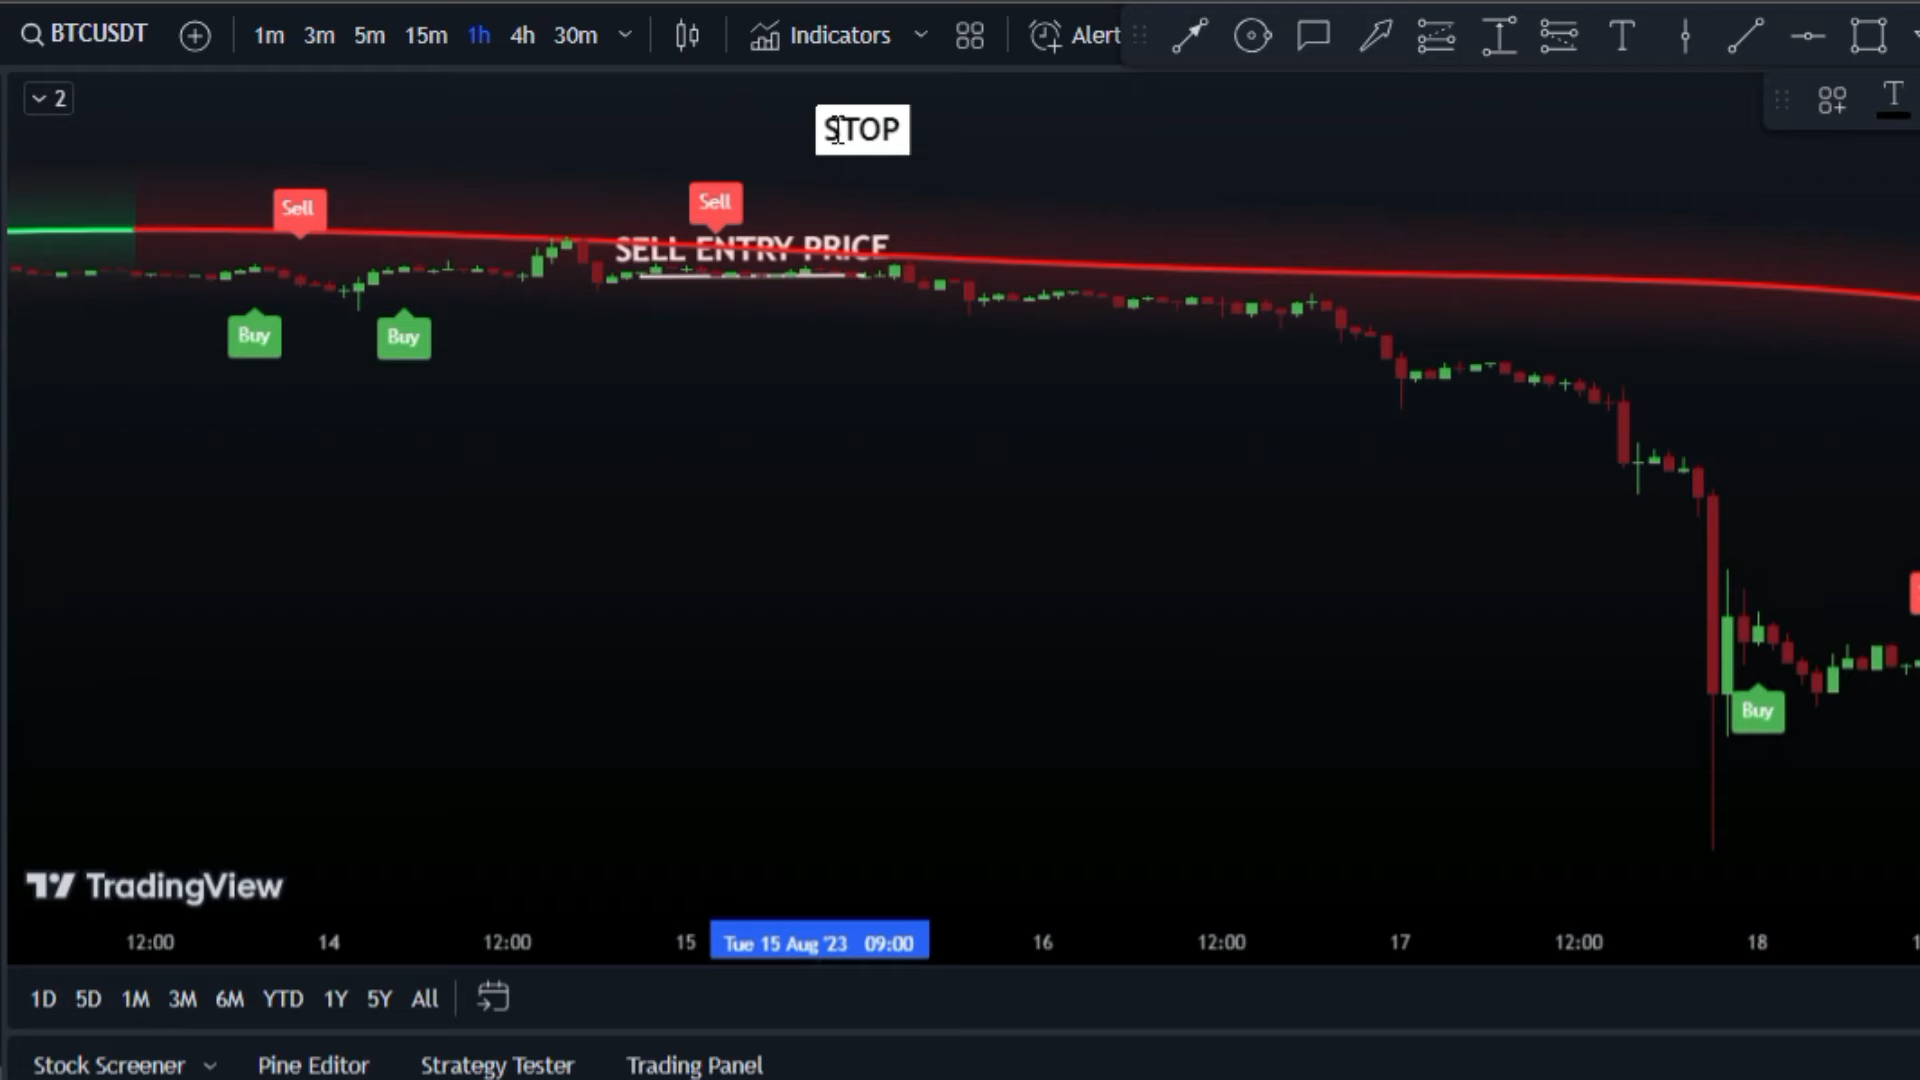 BTCUSDT 1m 3m 5m 15m 1h 4h 30m Indicators Alert
2
STOP
Sell
Sell
SELL ENTRY PRICE
Buy
Buy
Buy
TradingView
12:00 14 12:00 15 Tue 15 Aug '23 09:00 16 12:00 17 12:00 18
1D 5D 1M 3M 6M YTD 1Y 5Y All
Stock Screener Pine Editor Strategy Tester Trading Panel